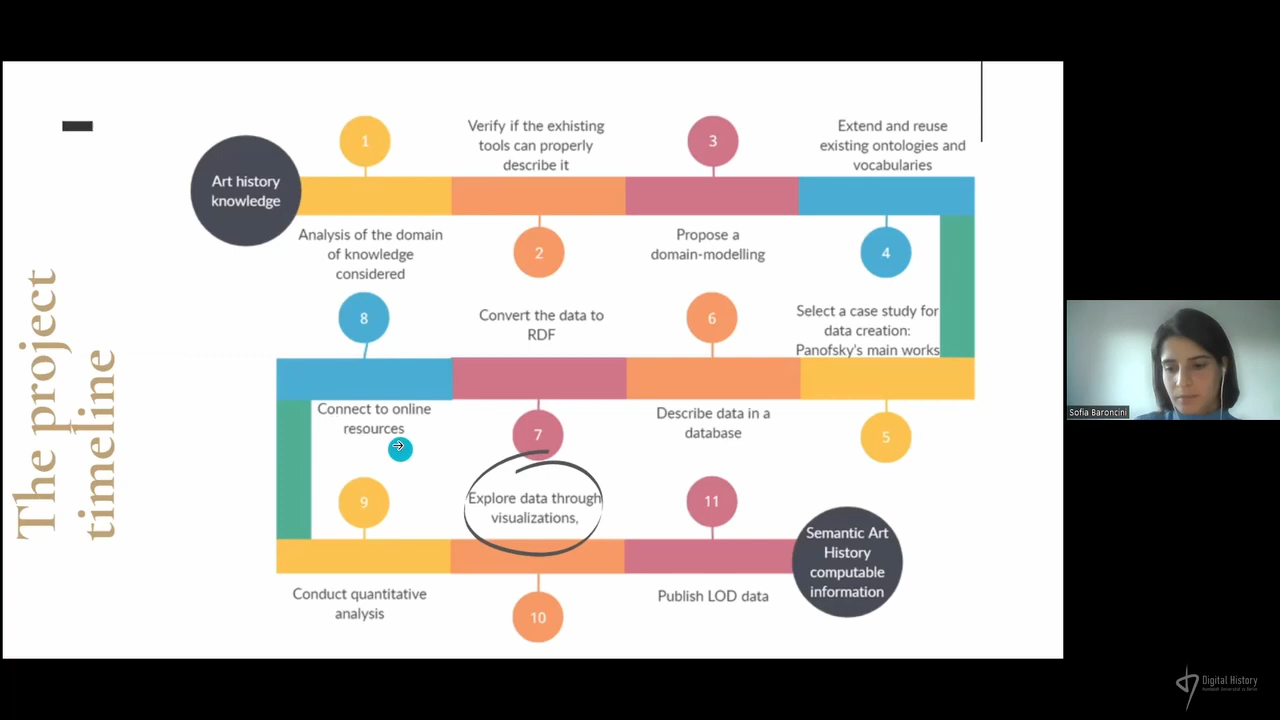 The project
timeline
Art history
knowledge
1
Analysis of the domain
of knowledge
considered
Verify if the exhisting
tools can properly
describe it
2
3
Propose a
domain-modelling
Extend and reuse
existing ontologies and
vocabularies
4
Select a case study for
data creation:
Panofsky's main works
5
6
Describe data in a
database
Convert the data to
RDF
7
8
Connect to online
resources
9
Conduct quantitative
analysis
Explore data through
visualizations,
10
11
Publish LOD data
Semantic Art
History
computable
information
Sofia Baroncini
Digital History
Humboldt-Universität zu Berlin